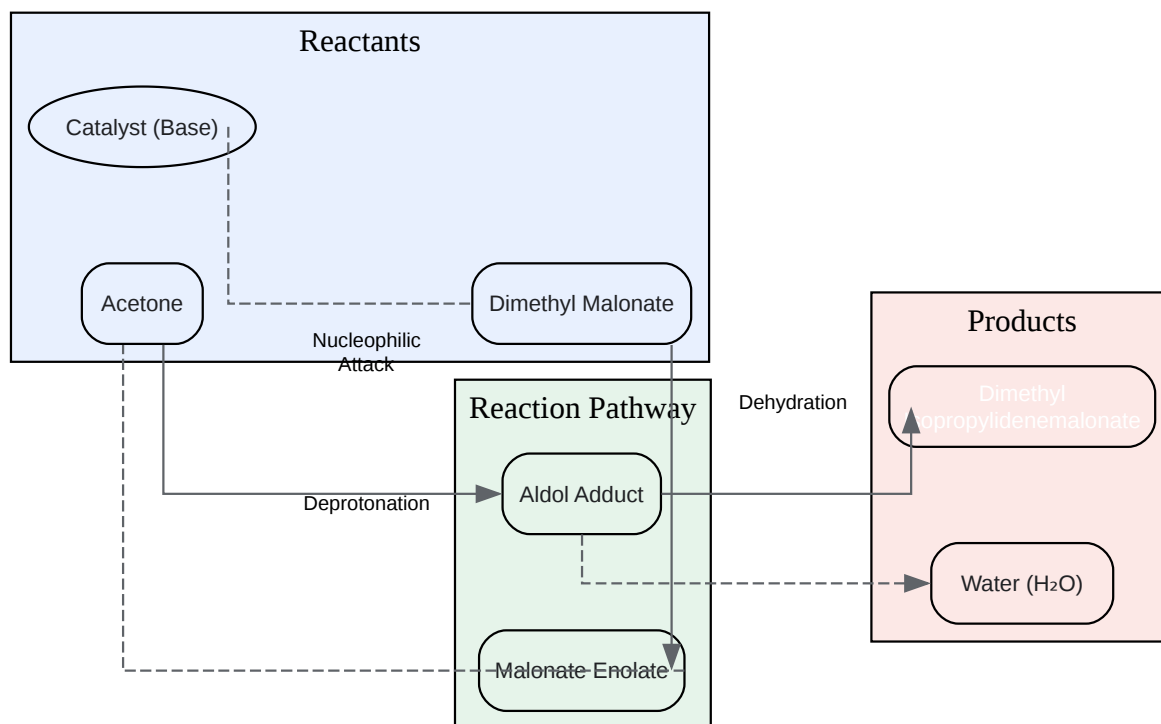 Reactants
Catalyst (Base)
Acetone
Dimethyl Malonate
Nucleophilic
Attack
Reaction Pathway
Dehydration
Products
Dimethyl
Aldol Adduct
Deprotonation
Water (H₂O)
Malonate Enolate